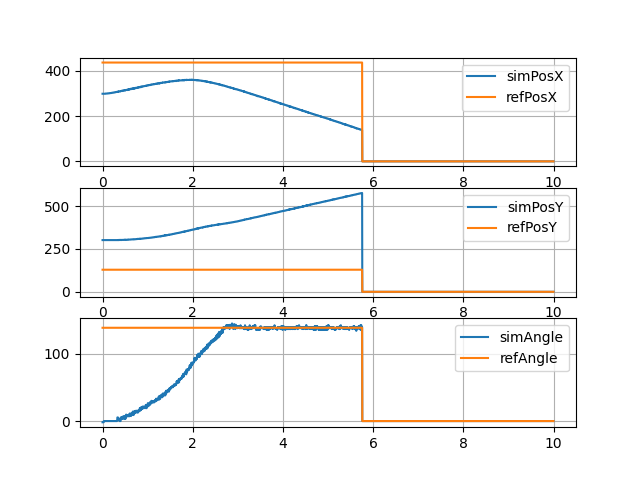 400
200
0
simPosX
refPosX
0 2 4 6 8 10
500
250
0
simPosY
refPosY
0 2 4 6 8 10
100
0
simAngle
refAngle
0 2 4 6 8 10